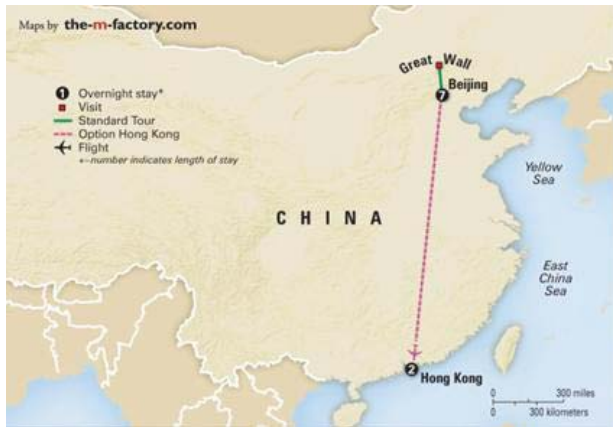 Maps by the-m-factory.com
Great Wall
7 Beijing
1 Overnight stay*
Visit
Standard Tour
Option Hong Kong
Flight
*–number indicates length of stay
Yellow
Sea
CHINA
East
China
Sea
2 Hong Kong
0 300 miles
0 300 kilometers